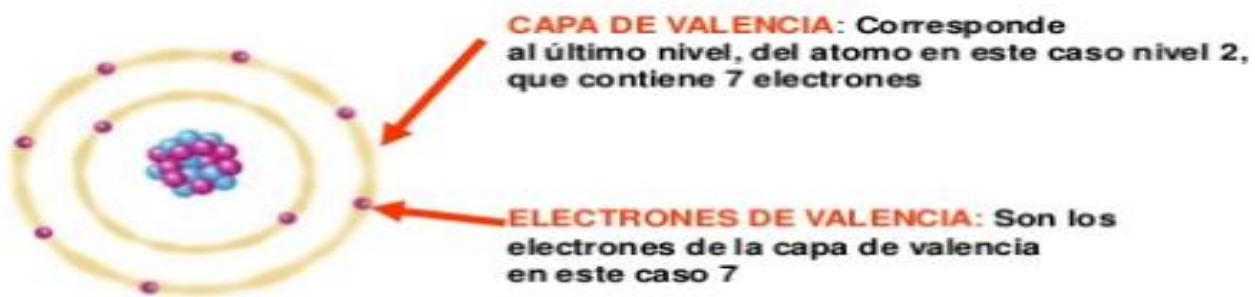 CAPA DE VALENCIA: Corresponde
al último nivel, del atomo en este caso nivel 2,
que contiene 7 electrones
ELECTRONES DE VALENCIA: Son los
electrones de la capa de valencia
en este caso 7